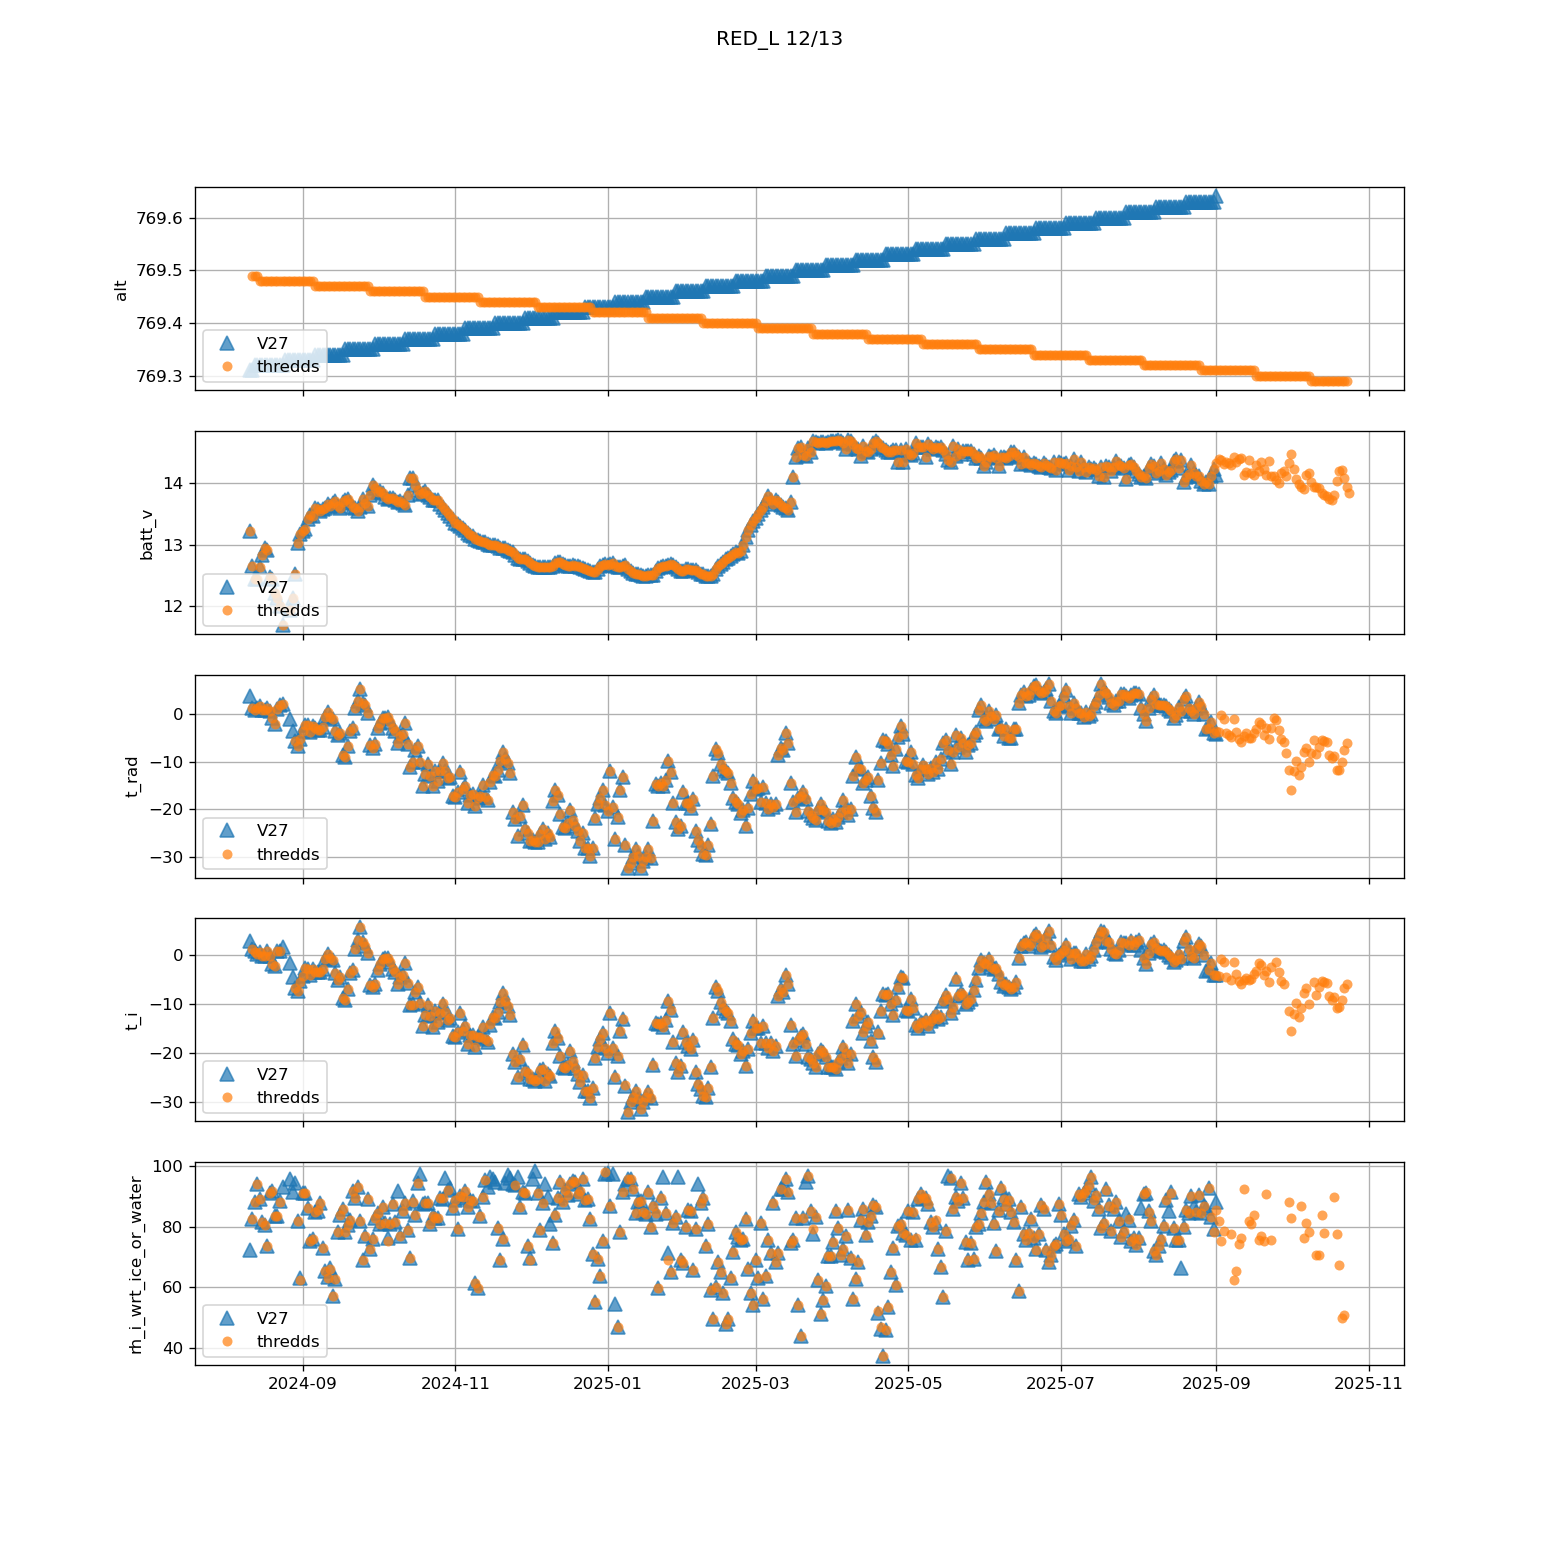 RED_L 12/13
769.6
769.5
769.4
769.3
alt
V27
thredds
14
13
12
batt_v
V27
thredds
0
−10
−20
−30
t_rad
V27
thredds
0
−10
−20
−30
t_i
V27
thredds
100
80
60
40
rh_i_wrt_ice_or_water
V27
thredds
2024-09 2024-11 2025-01 2025-03 2025-05 2025-07 2025-09 2025-11